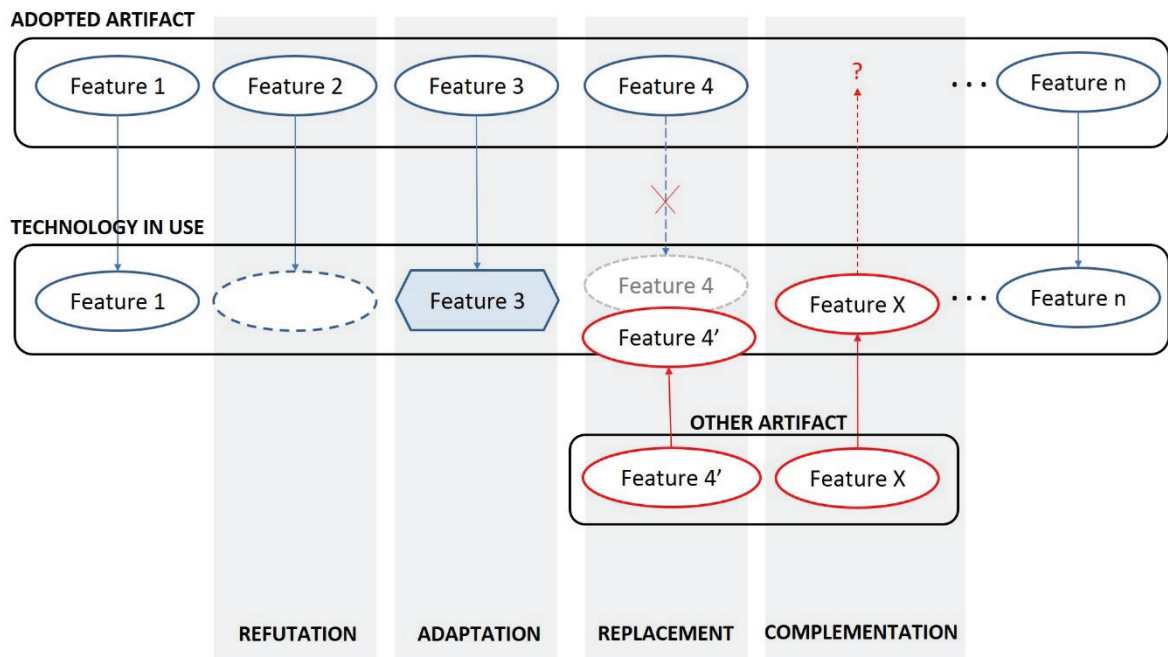 ADOPTED ARTIFACT
Feature 1
Feature 2
Feature 3
Feature 4
?
...
Feature n
TECHNOLOGY IN USE
Feature 1
Feature 3
Feature 4
Feature 4’
Feature X
...
Feature n
OTHER ARTIFACT
Feature 4’
Feature X
REFUTATION
ADAPTATION
REPLACEMENT
COMPLEMENTATION